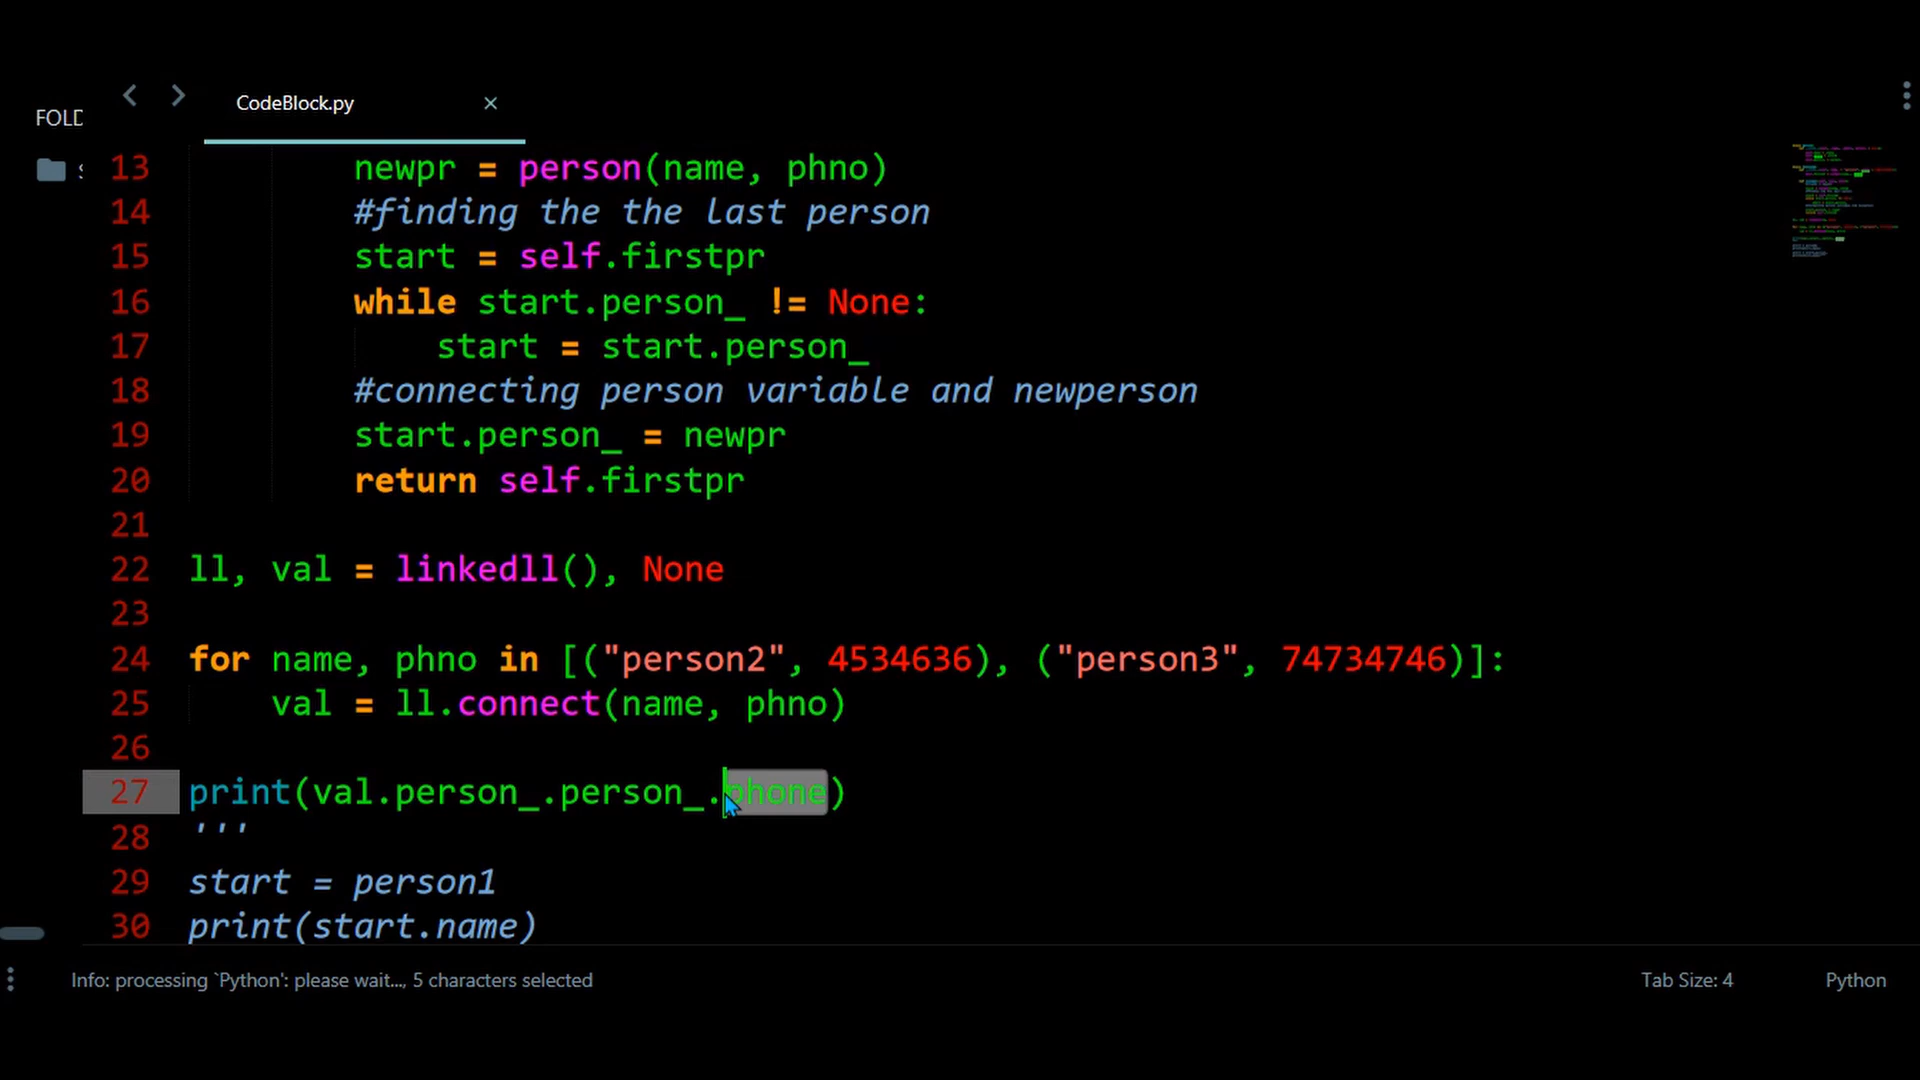 FOLD
CodeBlock.py ×
13 newpr = person(name, phno)
14 #finding the the last person
15 start = self.firstpr
16 while start.person_ != None:
17 start = start.person_
18 #connecting person variable and newperson
19 start.person_ = newpr
20 return self.firstpr
21
22 ll, val = linkedll(), None
23
24 for name, phno in [("person2", 4534636), ("person3", 74734746)]:
25 val = ll.connect(name, phno)
26
27 print(val.person_.person_.phone)
28 '''
29 start = person1
30 print(start.name)
Info: processing `Python': please wait..., 5 characters selected
Tab Size: 4
Python